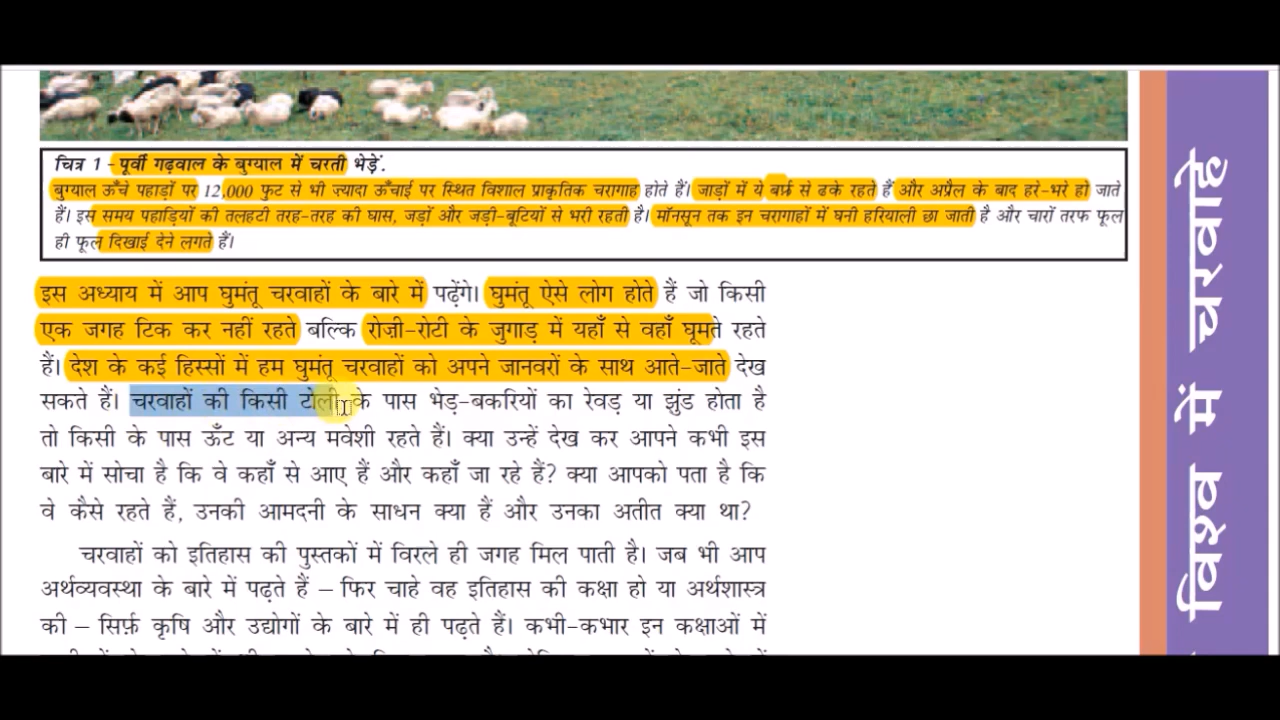 चित्र 1 – पूर्वी गढ़वाल के बुग्याल में चरती भेड़ें.
बुग्याल ऊँचे पहाड़ों पर 12,000 फुट से भी ज्यादा ऊँचाई पर स्थित विशाल प्राकृतिक चरागाह होते हैं। जाड़ों में ये बर्फ़ से ढके रहते हैं और अप्रैल के बाद हरे-भरे हो जाते
हैं। इस समय पहाड़ियों की तलहटी तरह-तरह की घास, जड़ों और जड़ी-बूटियों से भरी रहती है। मॉनसून तक इन चरागाहों में घनी हरियाली छा जाती है और चारों तरफ फूल
ही फूल दिखाई देने लगते हैं।
इस अध्याय में आप घुमंतू चरवाहों के बारे में पढ़ेंगे। घुमंतू ऐसे लोग होते हैं जो किसी
एक जगह टिक कर नहीं रहते बल्कि रोज़ी-रोटी के जुगाड़ में यहाँ से वहाँ घूमते रहते
हैं। देश के कई हिस्सों में हम घुमंतू चरवाहों को अपने जानवरों के साथ आते-जाते देख
सकते हैं। चरवाहों की किसी टोली के पास भेड़-बकरियों का रेवड़ या झुंड होता है
तो किसी के पास ऊँट या अन्य मवेशी रहते हैं। क्या उन्हें देख कर आपने कभी इस
बारे में सोचा है कि वे कहाँ से आए हैं और कहाँ जा रहे हैं? क्या आपको पता है कि
वे कैसे रहते हैं, उनकी आमदनी के साधन क्या हैं और उनका अतीत क्या था?
चरवाहों को इतिहास की पुस्तकों में विरले ही जगह मिल पाती है। जब भी आप
अर्थव्यवस्था के बारे में पढ़ते हैं – फिर चाहे वह इतिहास की कक्षा हो या अर्थशास्त्र
की – सिर्फ़ कृषि और उद्योगों के बारे में ही पढ़ते हैं। कभी-कभार इन कक्षाओं में
विश्व में चरवाहे